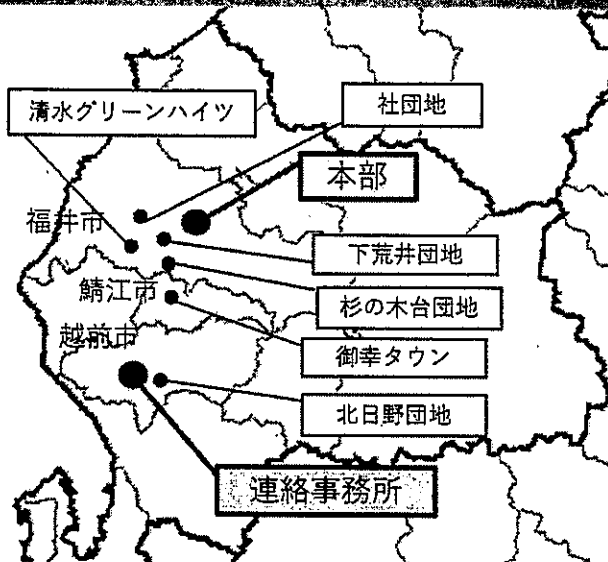 社団地
清水グリーンハイツ
本部
福井市
下荒井団地
鯖江市
杉の木台団地
越前市
御幸タウン
北日野団地
連絡事務所